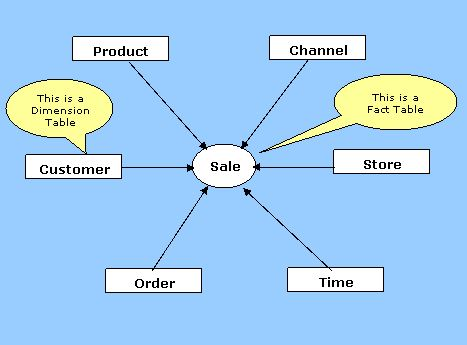 Product
Channel
This is a
Dimension
Table
This is a
Fact Table
Customer
Sale
Store
Order
Time